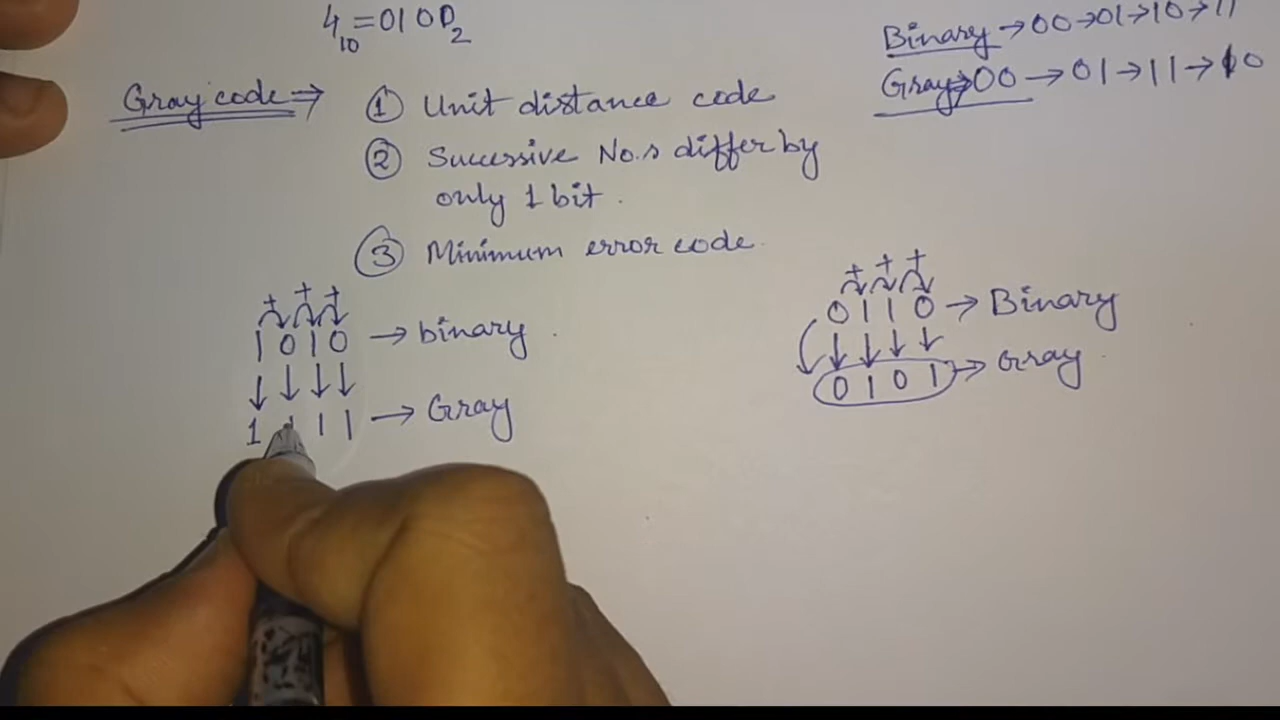 4₁₀=0100₂
Binary →00→01→10→11
Gray→00→01→11→10
Gray code ⇒ ① Unit distance code
② Successive No.s differ by
only 1 bit.
③ Minimum error code.
+ + +
1 0 1 0 → binary.
↓ ↓ ↓ ↓
1 1 1 1 → Gray
+ + +
0 1 1 0 → Binary
↓ ↓ ↓ ↓
0 1 0 1 → Gray.